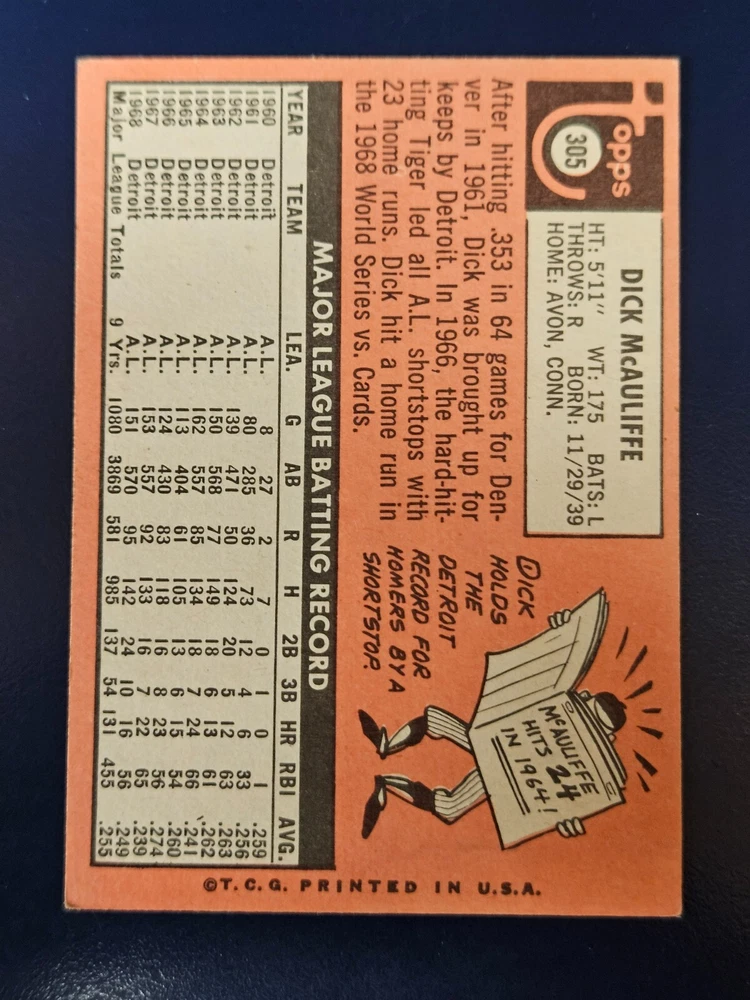 Topps
305
DICK McAULIFFE
HT: 5'11" WT: 175 BATS: L
THROWS: R BORN: 11/29/39
HOME: AVON, CONN.
After hitting .353 in 64 games for Den-
ver in 1961, Dick was brought up for
keeps by Detroit. In 1966, the hard-hit-
ting Tiger led all A.L. shortstops with
23 home runs. Dick hit a home run in
the 1968 World Series vs. Cards.
DICK
HOLDS
THE
DETROIT
RECORD FOR
HOMERS BY A
SHORTSTOP.
McAULIFFE
HITS 24
IN 1964!
MAJOR LEAGUE BATTING RECORD
YEAR TEAM LEA. G AB R H 2B 3B HR RBI AVG.
1960 Detroit A.L. 8 27 2 7 0 1 0 1 .259
1961 Detroit A.L. 80 285 36 73 12 4 6 33 .256
1962 Detroit A.L. 139 471 50 124 20 5 12 63 .263
1963 Detroit A.L. 150 568 77 149 18 6 13 61 .262
1964 Detroit A.L. 162 557 85 134 18 7 24 66 .241
1965 Detroit A.L. 113 404 61 105 13 6 15 54 .260
1966 Detroit A.L. 124 430 83 118 16 8 23 56 .274
1967 Detroit A.L. 153 557 92 133 16 7 22 65 .239
1968 Detroit A.L. 151 570 95 142 24 10 16 56 .249
Major League Totals 9 Yrs. 1080 3869 581 985 137 54 131 455 .255
©T.C.G. PRINTED IN U.S.A.